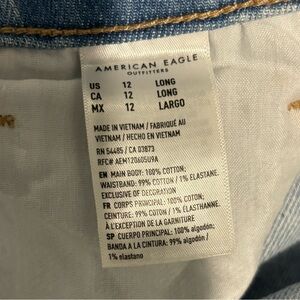 AMERICAN EAGLE
OUTFITTERS
US 12 LONG
CA 12 LONG
MX 12 LARGO
MADE IN VIETNAM / FABRIQUÉ AU
VIETNAM / HECHO EN VIETNAM
RN 54485 / CA 03873
RFC# AEM120605U9A
EN MAIN BODY: 100% COTTON;
WAISTBAND: 99% COTTON / 1% ELASTANE.
EXCLUSIVE OF DECORATION
FR CORPS PRINCIPAL: 100% COTON;
CEINTURE: 99% COTON / 1% ÉLASTHANNE.
À L'EXCEPTION DE LA GARNITURE
SP CUERPO PRINCIPAL: 100% algodón;
BANDA A LA CINTURA: 99% algodón /
1% elastano